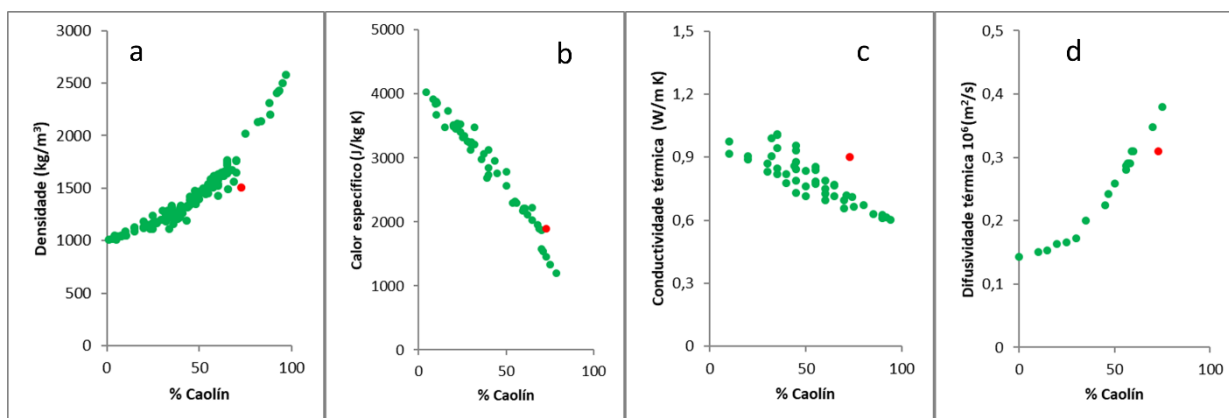 a
Densidade (kg/m³)
3000
2500
2000
1500
1000
500
0
0 50 100
% Caolín
b
Calor específico (J/kg K)
5000
4000
3000
2000
4000
0
0 50 100
% Caolín
c
Conductividade térmica (W/m K)
1,5
1,2
0,9
0,6
0,3
0,0
0 50 100
% Caolín
d
Difusividade térmica 10⁶(m²/s)
0,5
0,4
0,3
0,2
0,1
0
0 50 100
% Caolín